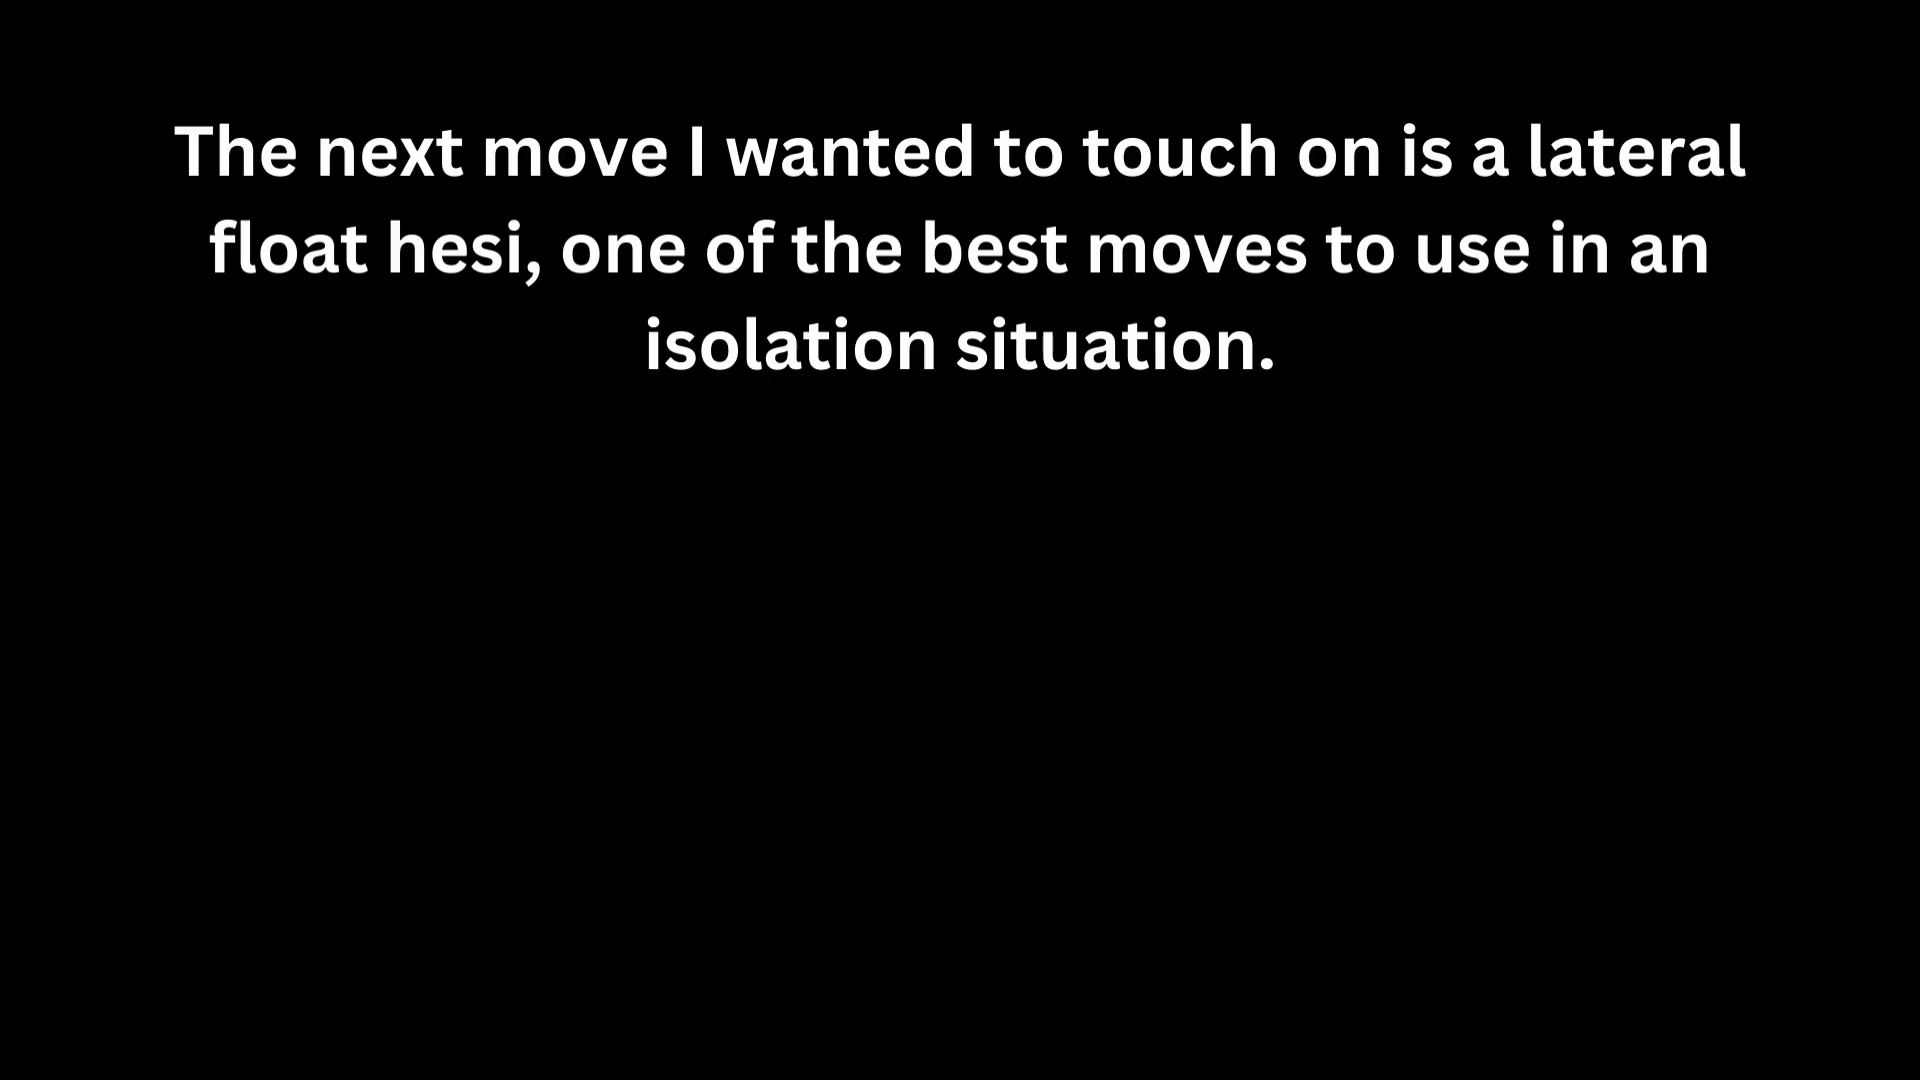 The next move I wanted to touch on is a lateral
float hesi, one of the best moves to use in an
isolation situation.